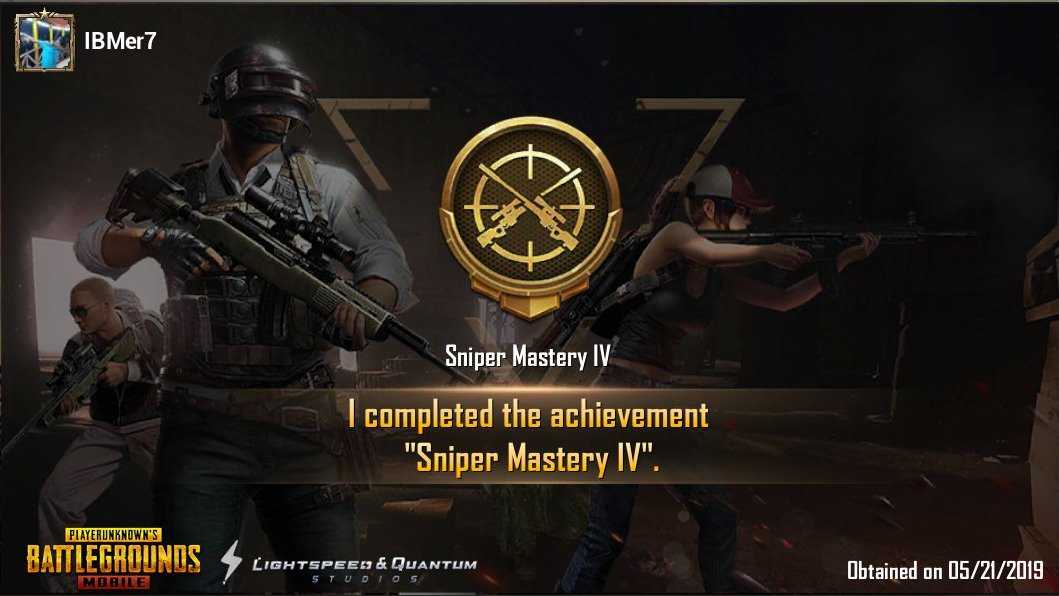 IBMer7
Sniper Mastery IV
I completed the achievement
"Sniper Mastery IV".
PLAYERUNKNOWN'S
BATTLEGROUNDS
MOBILE
LIGHTSPEED & QUANTUM
STUDIOS
Obtained on 05/21/2019